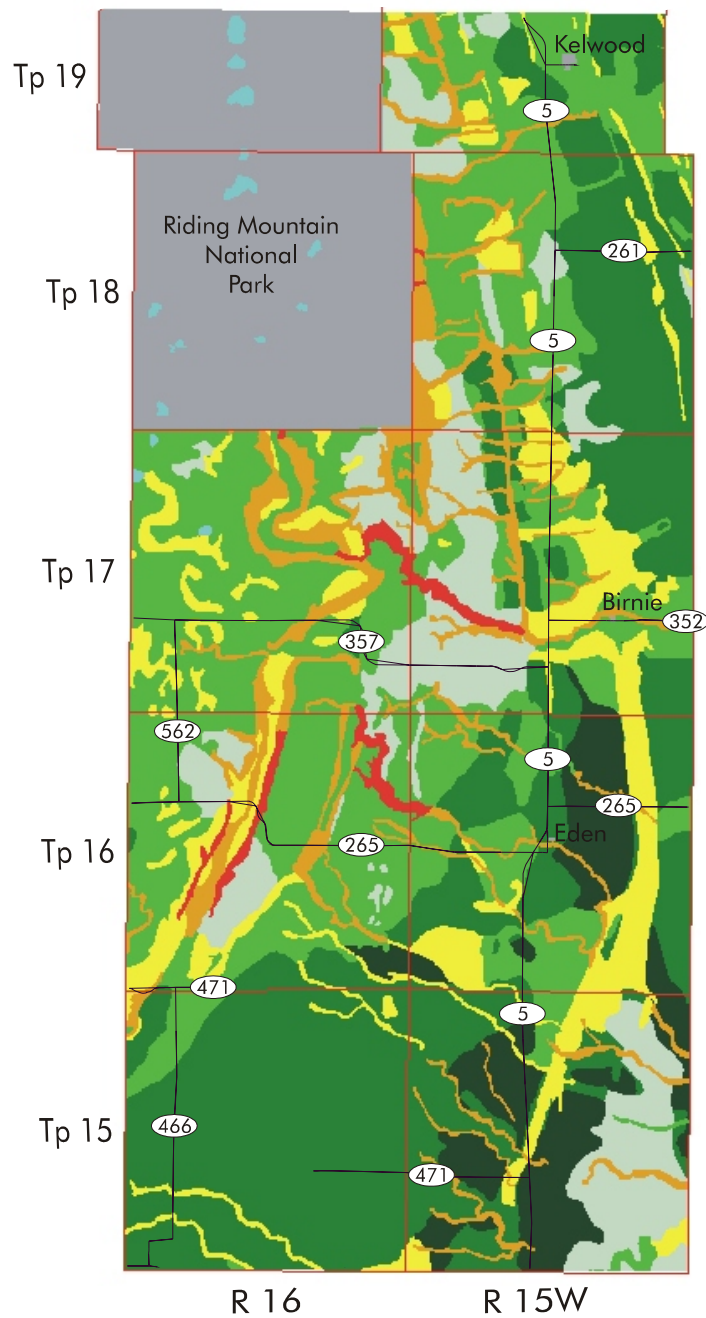 Kelwood
Tp 19
5
Riding Mountain
National
Park
261
Tp 18
5
Tp 17
Birnie
352
357
562
5
265
Eden
265
Tp 16
471
5
466
Tp 15
471
R 16
R 15W